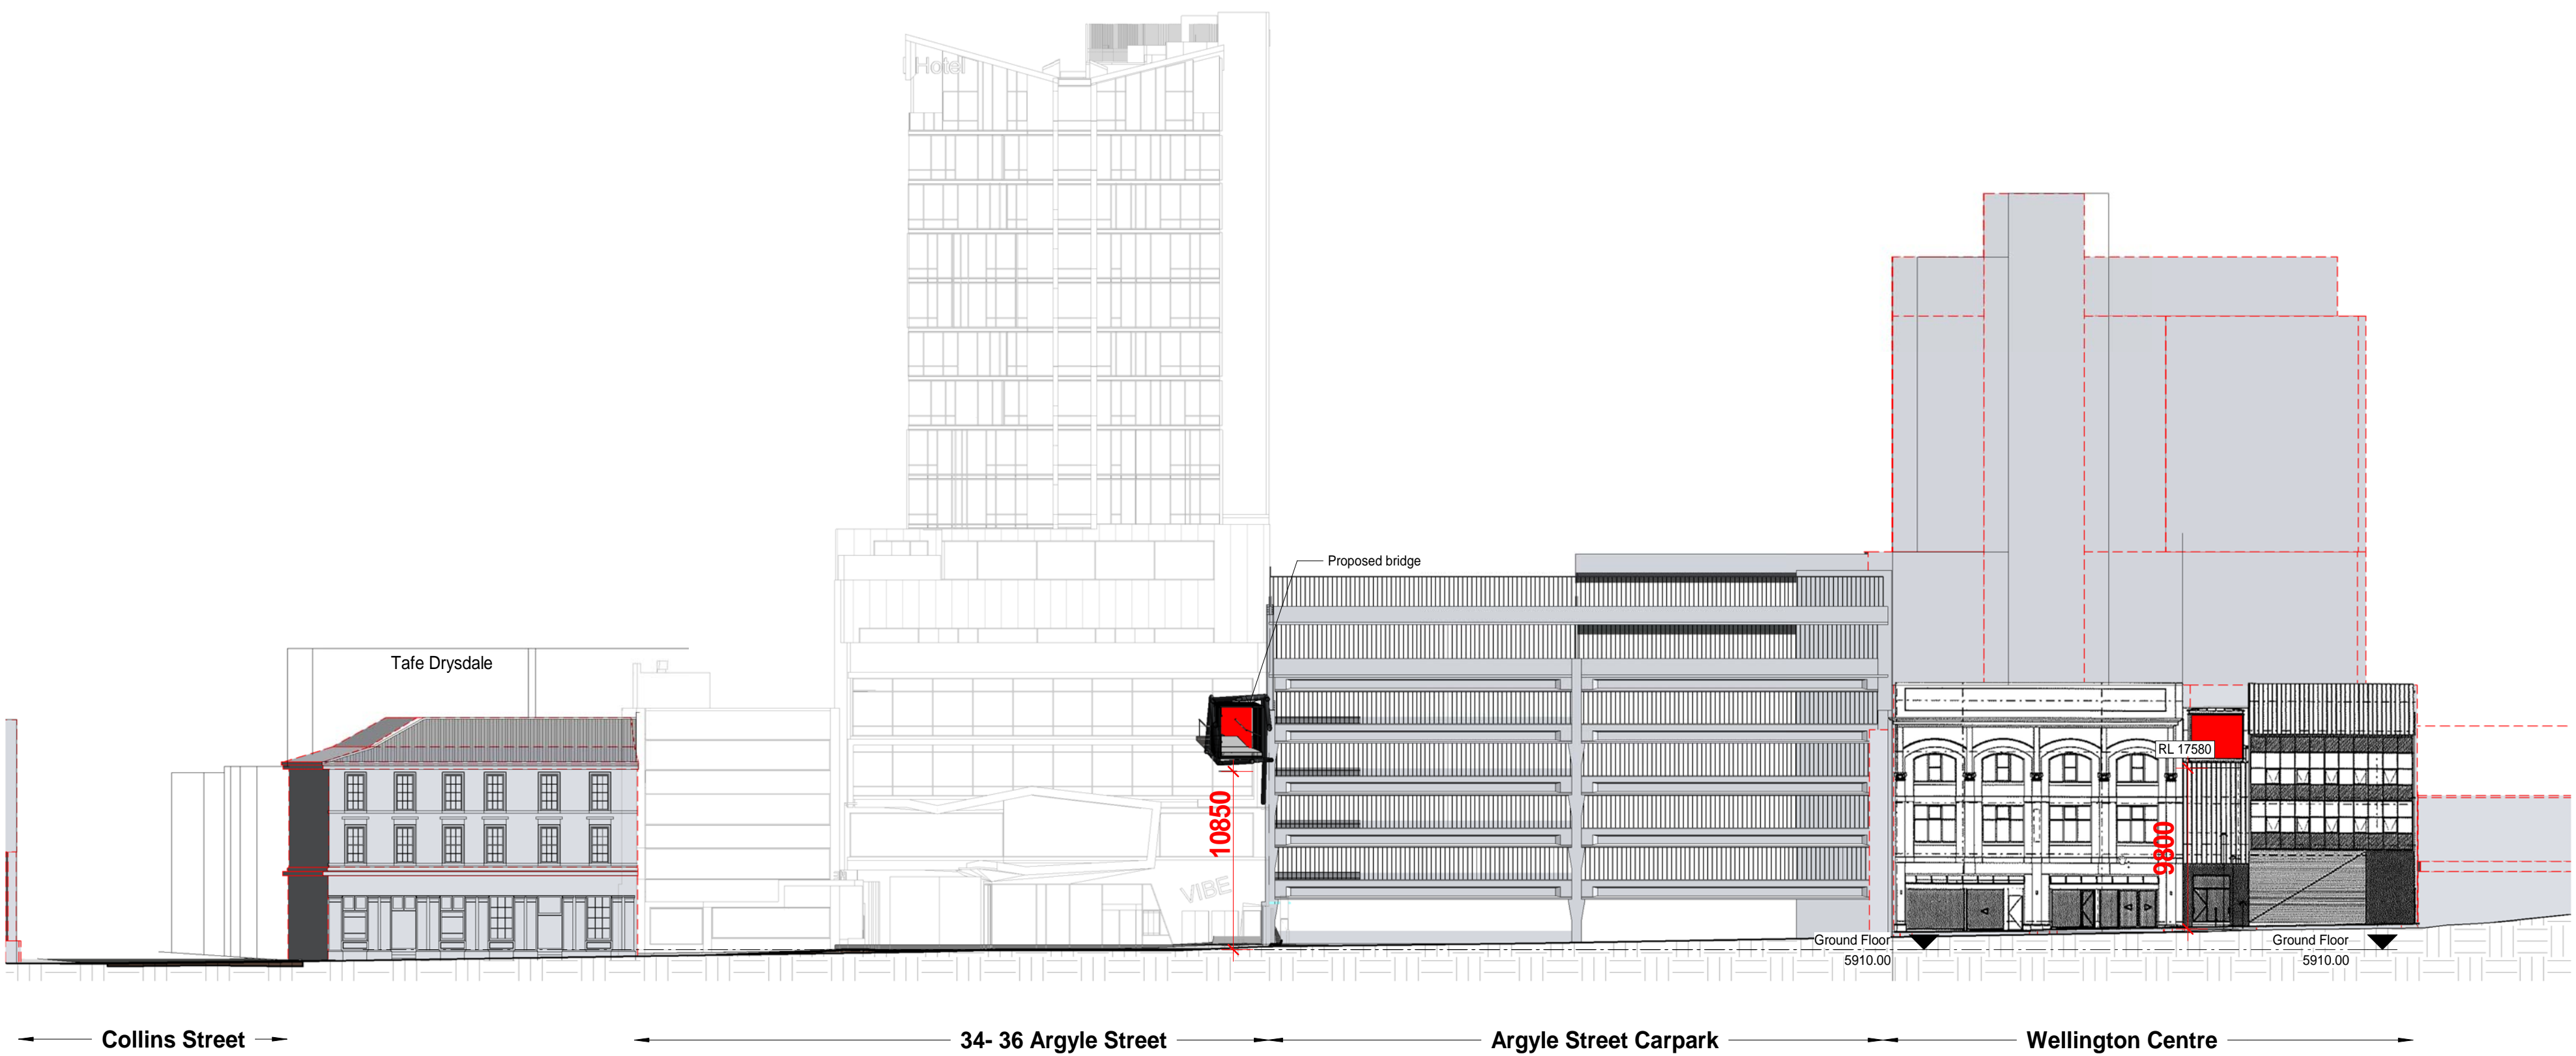 Hotel
Proposed bridge
Tafe Drysdale
RL 17580
10850
9800
VIBE
Ground Floor
5910.00
Ground Floor
5910.00
Collins Street
34- 36 Argyle Street
Argyle Street Carpark
Wellington Centre